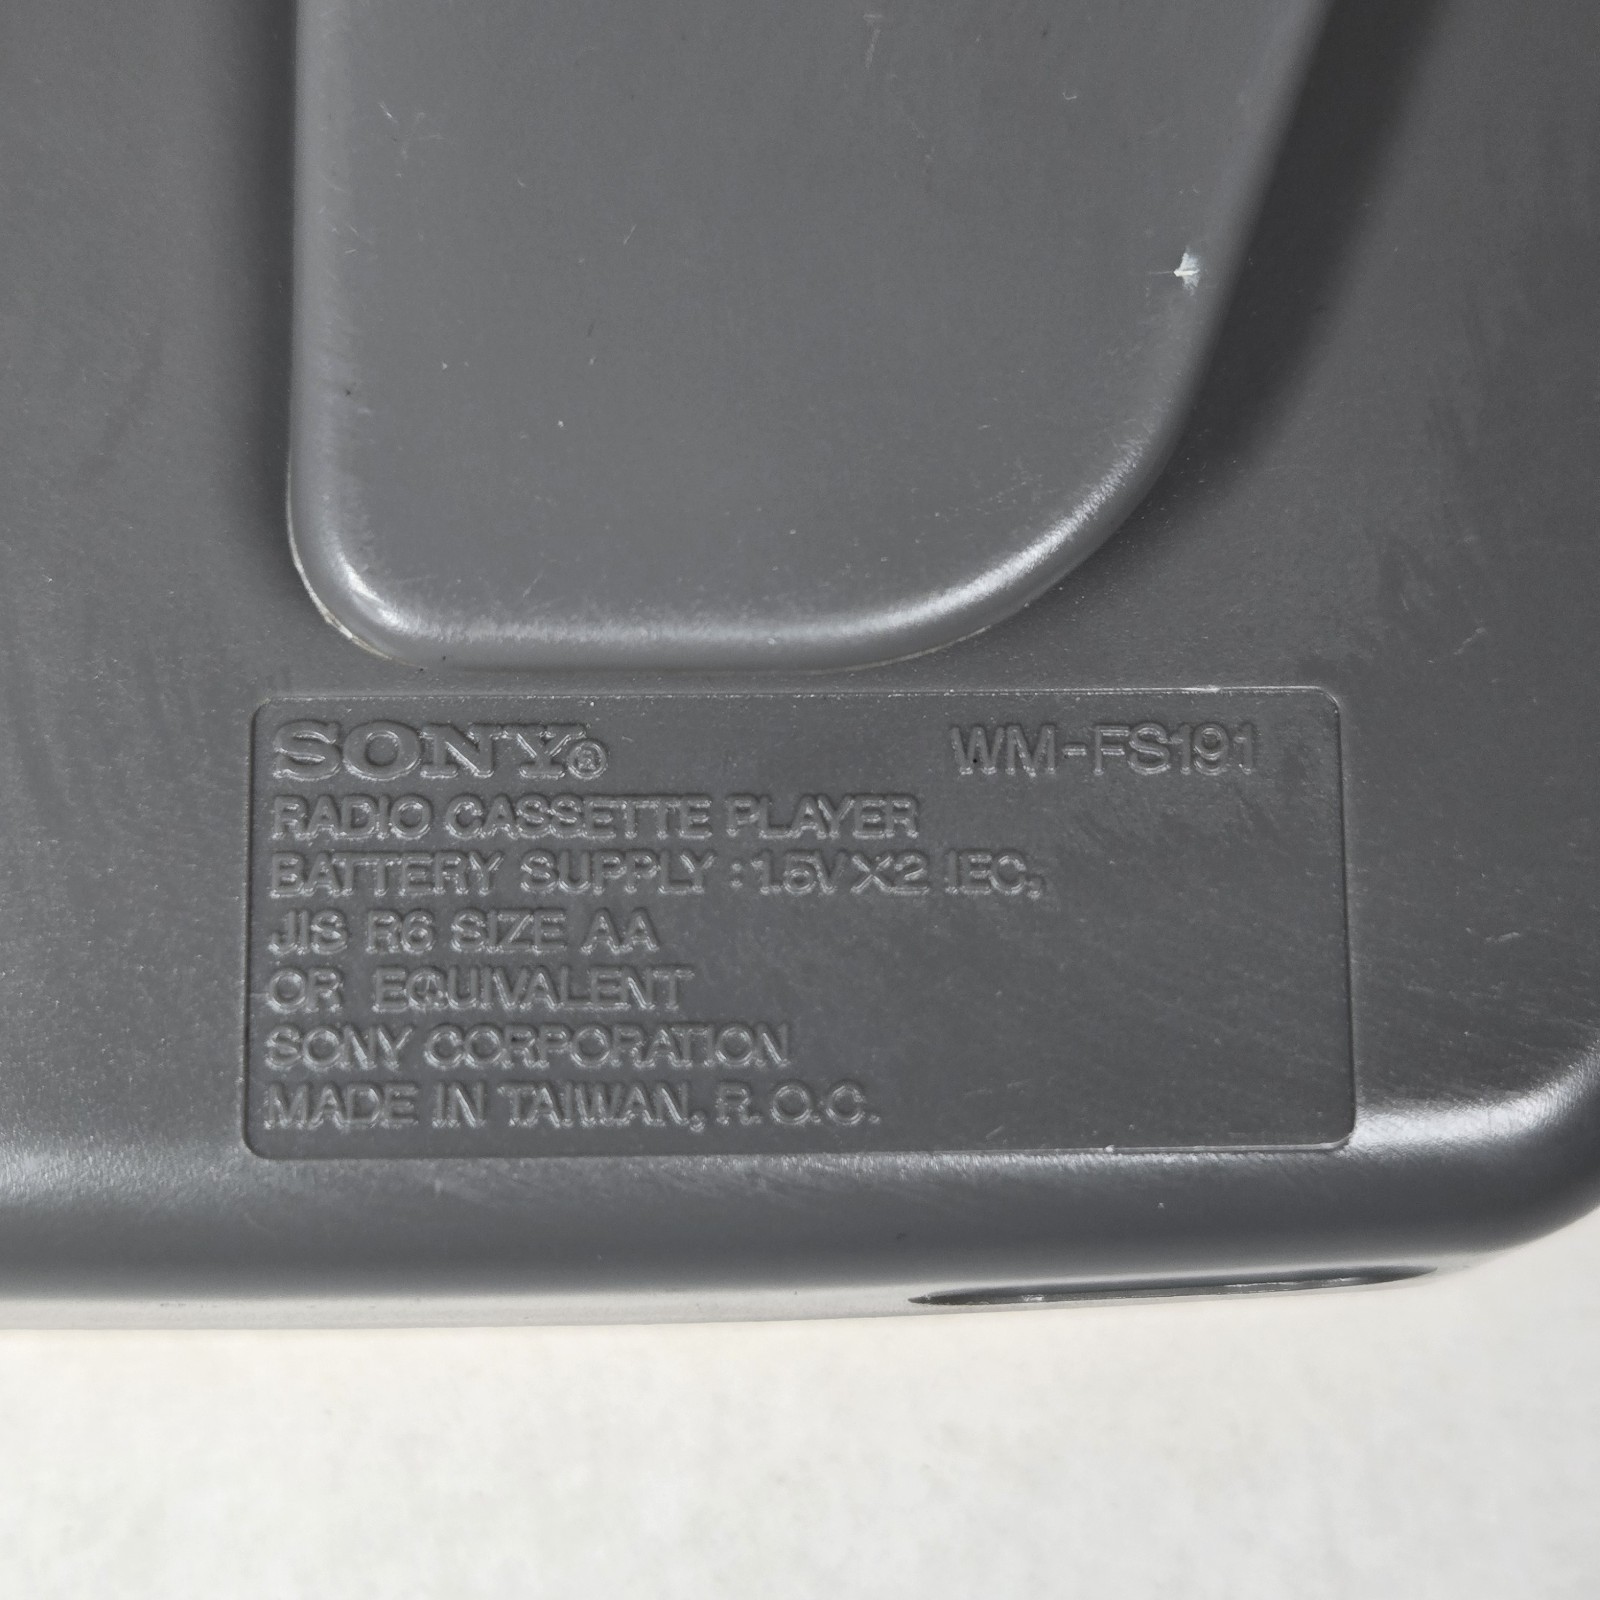 SONY® WM-FS191
RADIO CASSETTE PLAYER
BATTERY SUPPLY : 1.5V X2 IEC,
JIS R6 SIZE AA
OR EQUIVALENT
SONY CORPORATION
MADE IN TAIWAN, R.O.C.